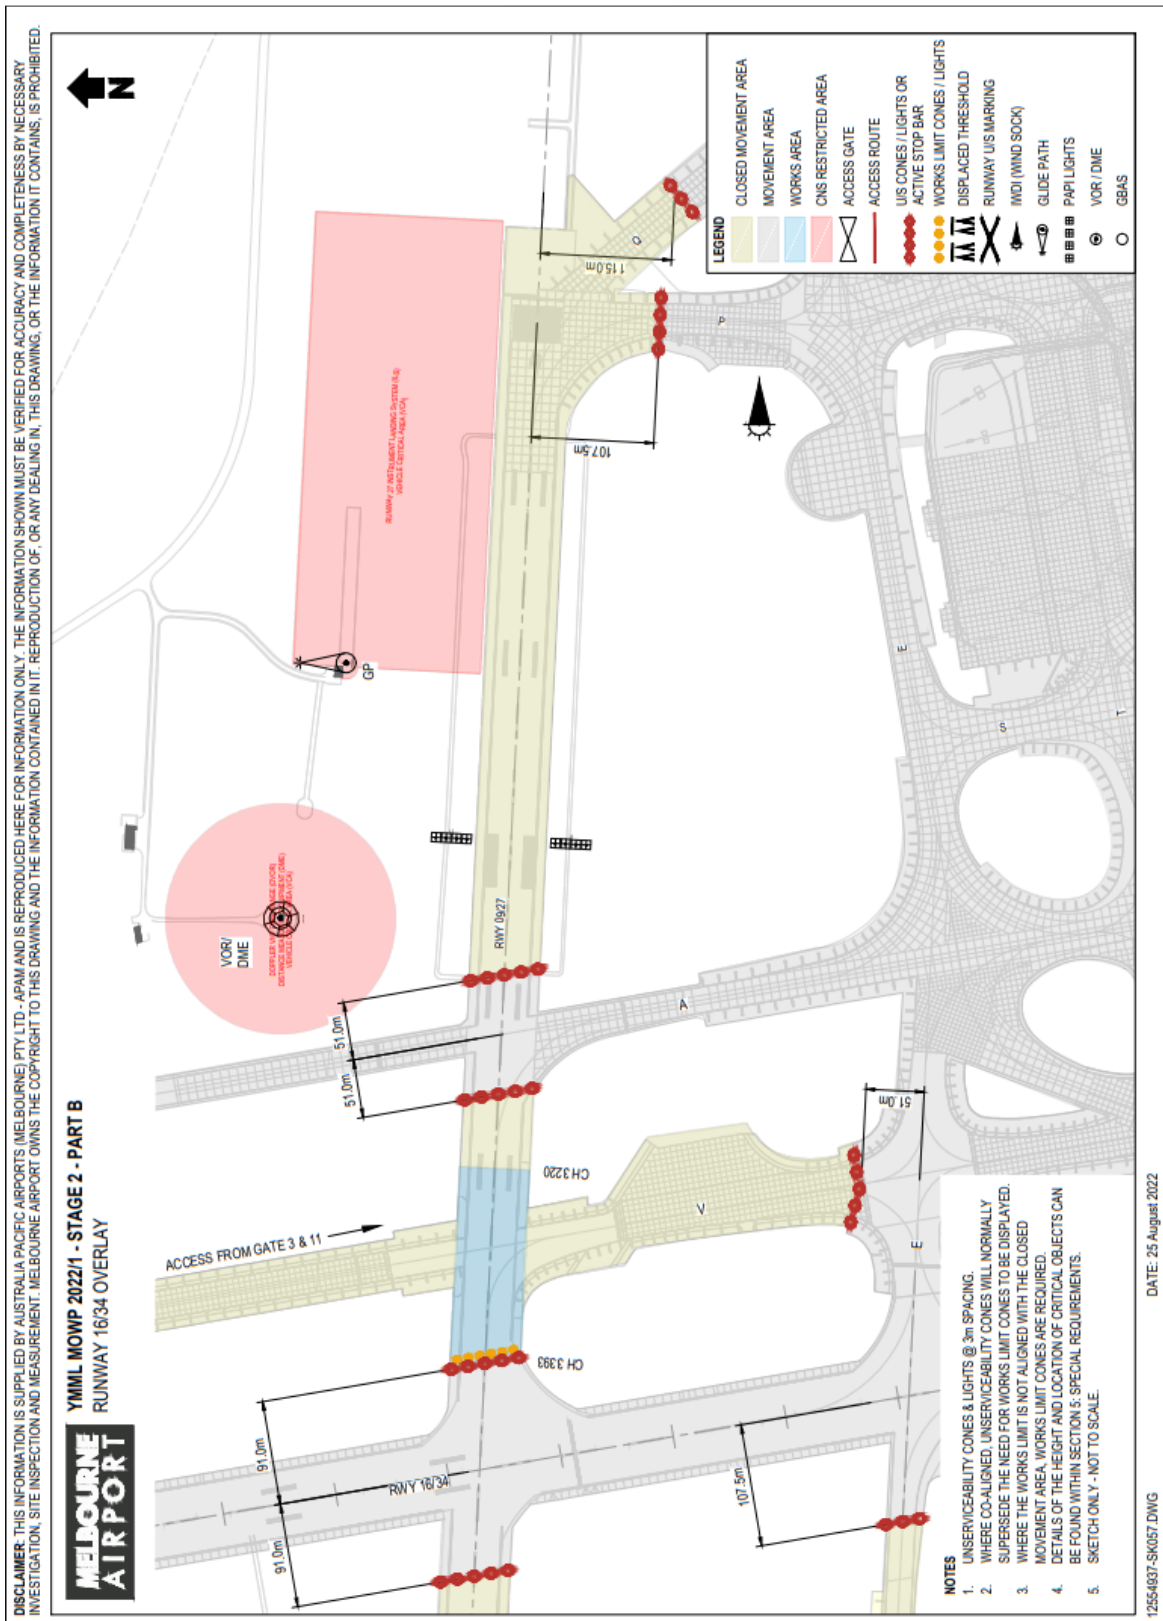 DISCLAIMER: THIS INFORMATION IS SUPPLIED BY AUSTRALIA PACIFIC AIRPORTS (MELBOURNE) PTY LTD - APAM AND IS REPRODUCED HERE FOR INFORMATION ONLY. THE INFORMATION SHOWN MUST BE VERIFIED FOR ACCURACY AND COMPLETENESS BY NECESSARY
INVESTIGATION, SITE INSPECTION AND MEASUREMENT. MELBOURNE AIRPORT OWNS THE COPYRIGHT TO THIS DRAWING AND THE INFORMATION CONTAINED IN IT. REPRODUCTION OF, OR ANY DEALING IN, THIS DRAWING, OR THE INFORMATION IT CONTAINS, IS PROHIBITED.
MELBOURNE
AIRPORT
YMML MOWP 2022/1 - STAGE 2 - PART B
RUNWAY 16/34 OVERLAY
N
ACCESS FROM GATE 3 & 11
VOR/
DME
GP
RUNWAY 27 INSTRUMENT LANDING SYSTEM (ILS)
VEHICLE CRITICAL AREA (VCA)
91.0m
91.0m
51.0m
51.0m
RWY 16/34
RWY 09/27
CH 3393
CH 3220
107.5m
115.0m
107.5m
51.0m
V
A
E
E
S
T
P
Q
LEGEND
CLOSED MOVEMENT AREA
MOVEMENT AREA
WORKS AREA
CNS RESTRICTED AREA
ACCESS GATE
ACCESS ROUTE
U/S CONES / LIGHTS OR
ACTIVE STOP BAR
WORKS LIMIT CONES / LIGHTS
DISPLACED THRESHOLD
RUNWAY U/S MARKING
IWDI (WIND SOCK)
GLIDE PATH
PAPI LIGHTS
VOR / DME
GBAS
NOTES
1. UNSERVICEABILITY CONES & LIGHTS @ 3m SPACING.
2. WHERE CO-ALIGNED, UNSERVICEABILITY CONES WILL NORMALLY
SUPERSEDE THE NEED FOR WORKS LIMIT CONES TO BE DISPLAYED.
3. WHERE THE WORKS LIMIT IS NOT ALIGNED WITH THE CLOSED
MOVEMENT AREA, WORKS LIMIT CONES ARE REQUIRED.
4. DETAILS OF THE HEIGHT AND LOCATION OF CRITICAL OBJECTS CAN
BE FOUND WITHIN SECTION 5: SPECIAL REQUIREMENTS.
5. SKETCH ONLY - NOT TO SCALE.
12554937-SK057.DWG
DATE: 25 August 2022